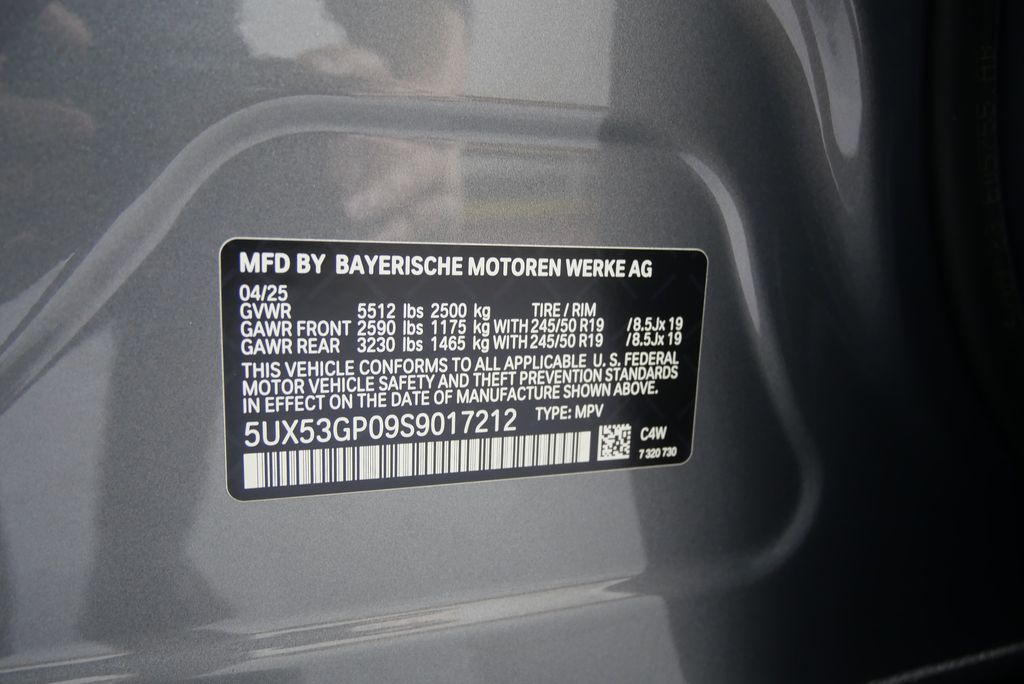 MFD BY BAYERISCHE MOTOREN WERKE AG
04/25
GVWR 5512 lbs 2500 kg TIRE / RIM
GAWR FRONT 2590 lbs 1175 kg WITH 245/50 R19 /8.5Jx 19
GAWR REAR 3230 lbs 1465 kg WITH 245/50 R19 /8.5Jx 19
THIS VEHICLE CONFORMS TO ALL APPLICABLE U. S. FEDERAL
MOTOR VEHICLE SAFETY AND THEFT PREVENTION STANDARDS
IN EFFECT ON THE DATE OF MANUFACTURE SHOWN ABOVE.
5UX53GP09S9017212 TYPE: MPV
C4W
7 320 730